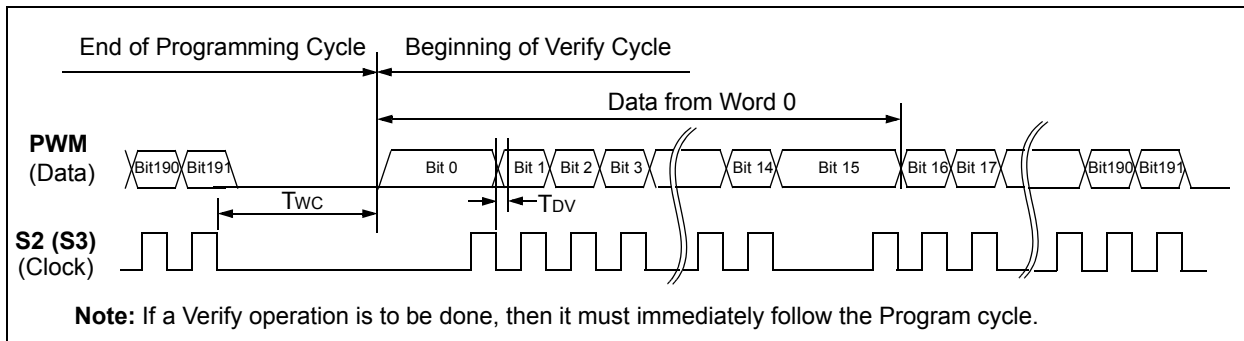 End of Programming Cycle Beginning of Verify Cycle
Data from Word 0
PWM
(Data)
Bit190 Bit191 Bit 0 Bit 1 Bit 2 Bit 3 Bit 14 Bit 15 Bit 16 Bit 17 Bit190 Bit191
TWC TDV
S2 (S3)
(Clock)
Note: If a Verify operation is to be done, then it must immediately follow the Program cycle.